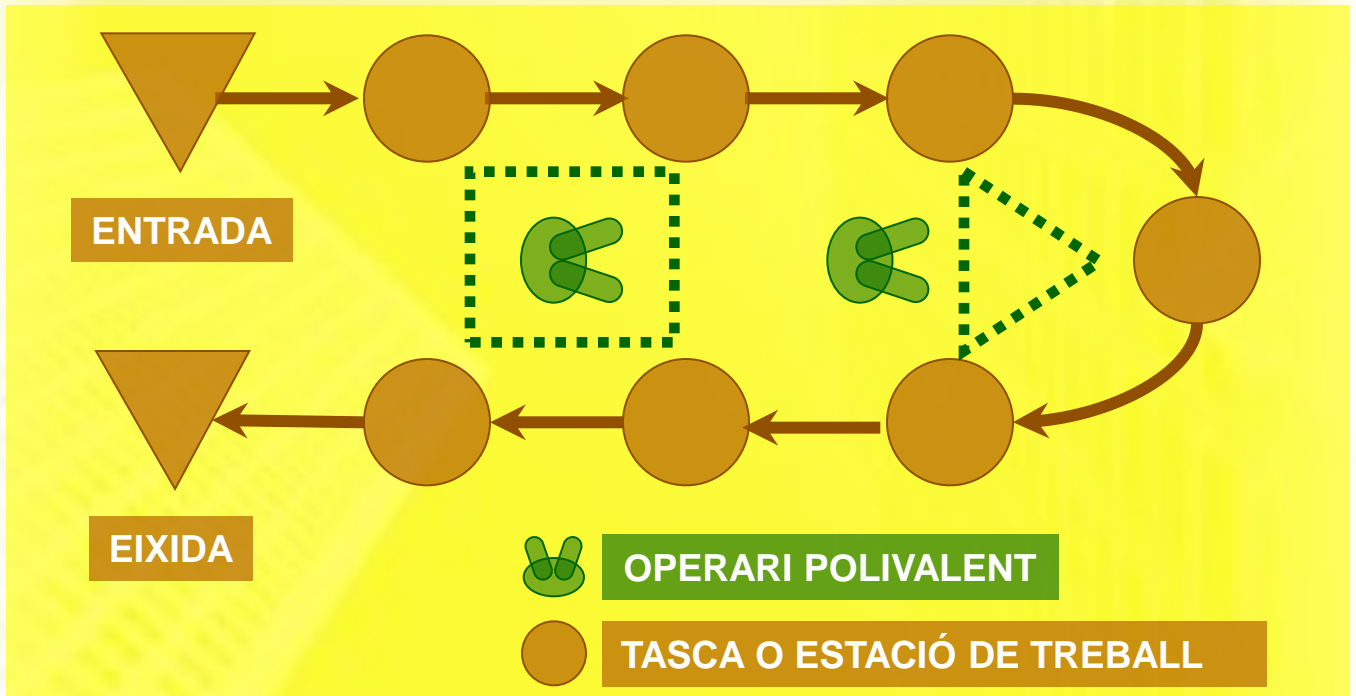 ENTRADA
EIXIDA
OPERARI POLIVALENT
TASCA O ESTACIÓ DE TREBALL